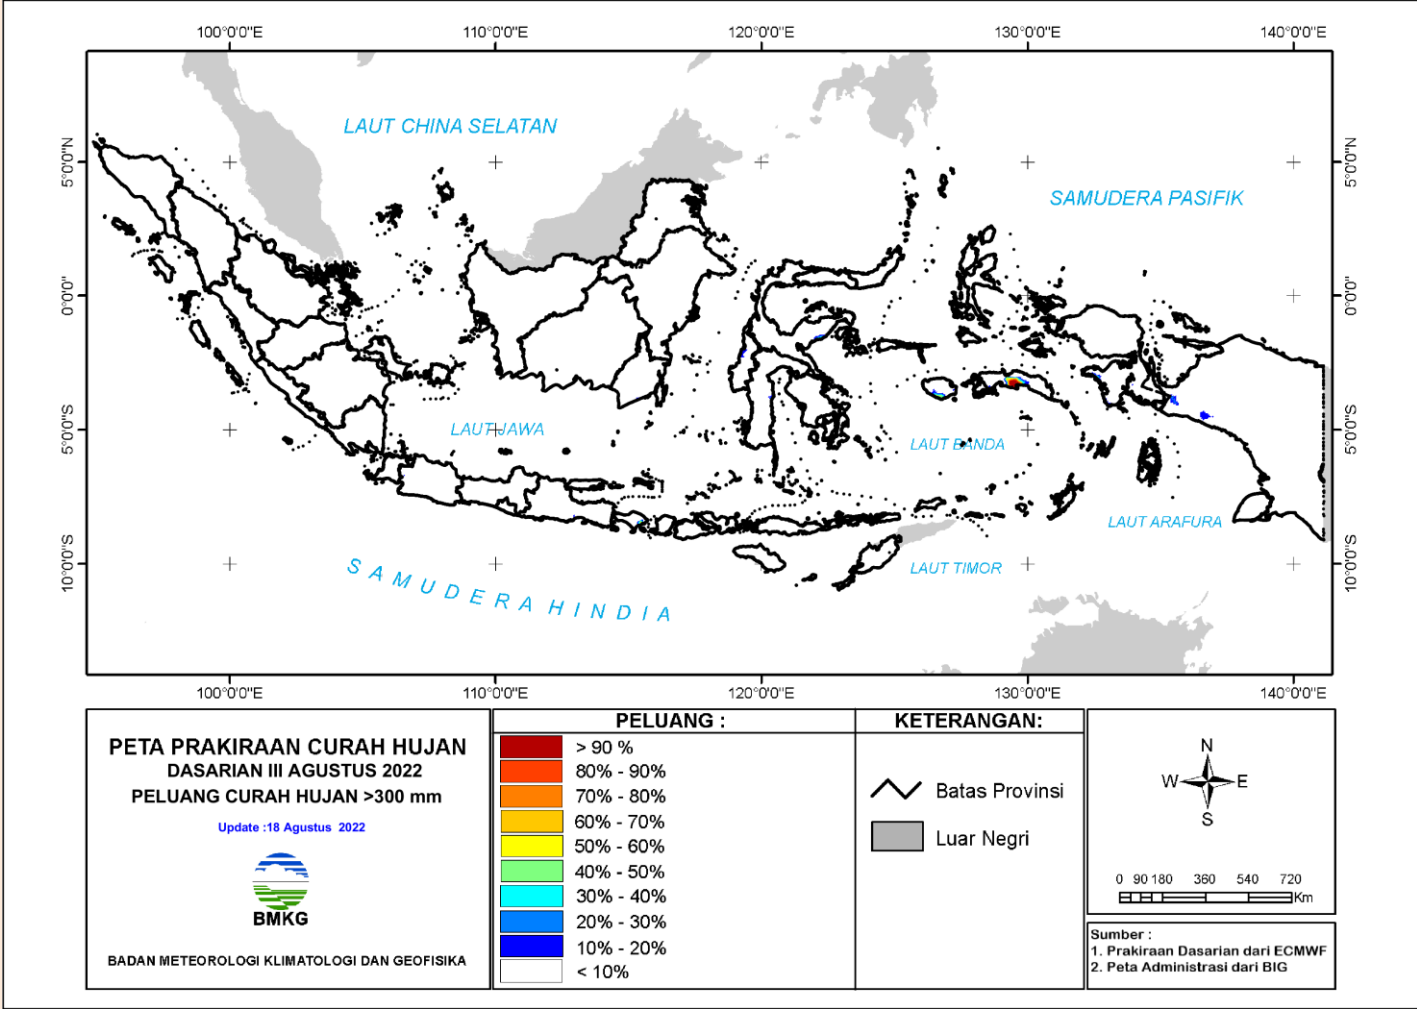 100°0'0"E 110°0'0"E 120°0'0"E 130°0'0"E 140°0'0"E
5°0'0"N 5°0'0"N
0°0'0" 0°0'0"
5°0'0"S 5°0'0"S
10°0'0"S 10°0'0"S
LAUT CHINA SELATAN
SAMUDERA PASIFIK
LAUT JAWA
LAUT BANDA
LAUT ARAFURA
LAUT TIMOR
SAMUDERA HINDIA
100°0'0"E 110°0'0"E 120°0'0"E 130°0'0"E 140°0'0"E
PETA PRAKIRAAN CURAH HUJAN
DASARIAN III AGUSTUS 2022
PELUANG CURAH HUJAN >300 mm
Update :18 Agustus 2022
BMKG
BADAN METEOROLOGI KLIMATOLOGI DAN GEOFISIKA
PELUANG :
> 90 %
80% - 90%
70% - 80%
60% - 70%
50% - 60%
40% - 50%
30% - 40%
20% - 30%
10% - 20%
< 10%
KETERANGAN:
Batas Provinsi
Luar Negri
N
W E
S
0 90 180 360 540 720
Km
Sumber :
1. Prakiraan Dasarian dari ECMWF
2. Peta Administrasi dari BIG